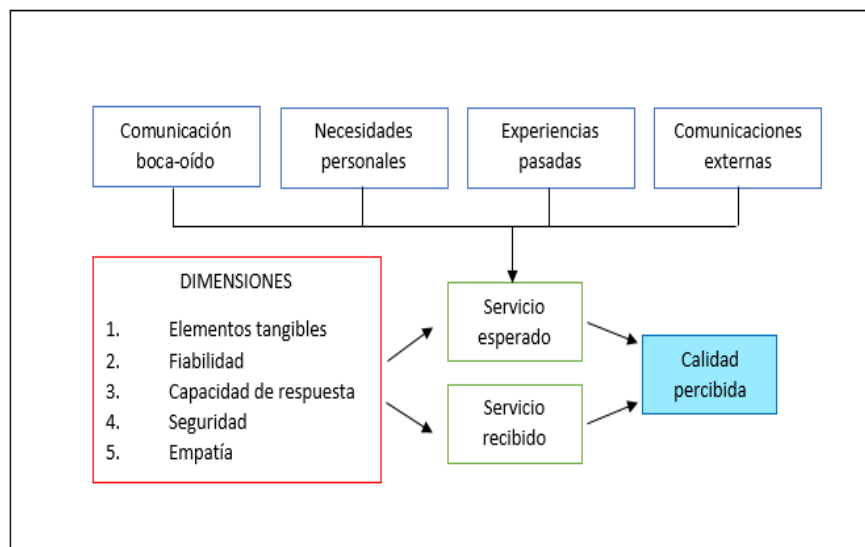 Comunicación
boca-oído
Necesidades
personales
Experiencias
pasadas
Comunicaciones
externas
DIMENSIONES
1. Elementos tangibles
2. Fiabilidad
3. Capacidad de respuesta
4. Seguridad
5. Empatía
Servicio
esperado
Servicio
recibido
Calidad
percibida